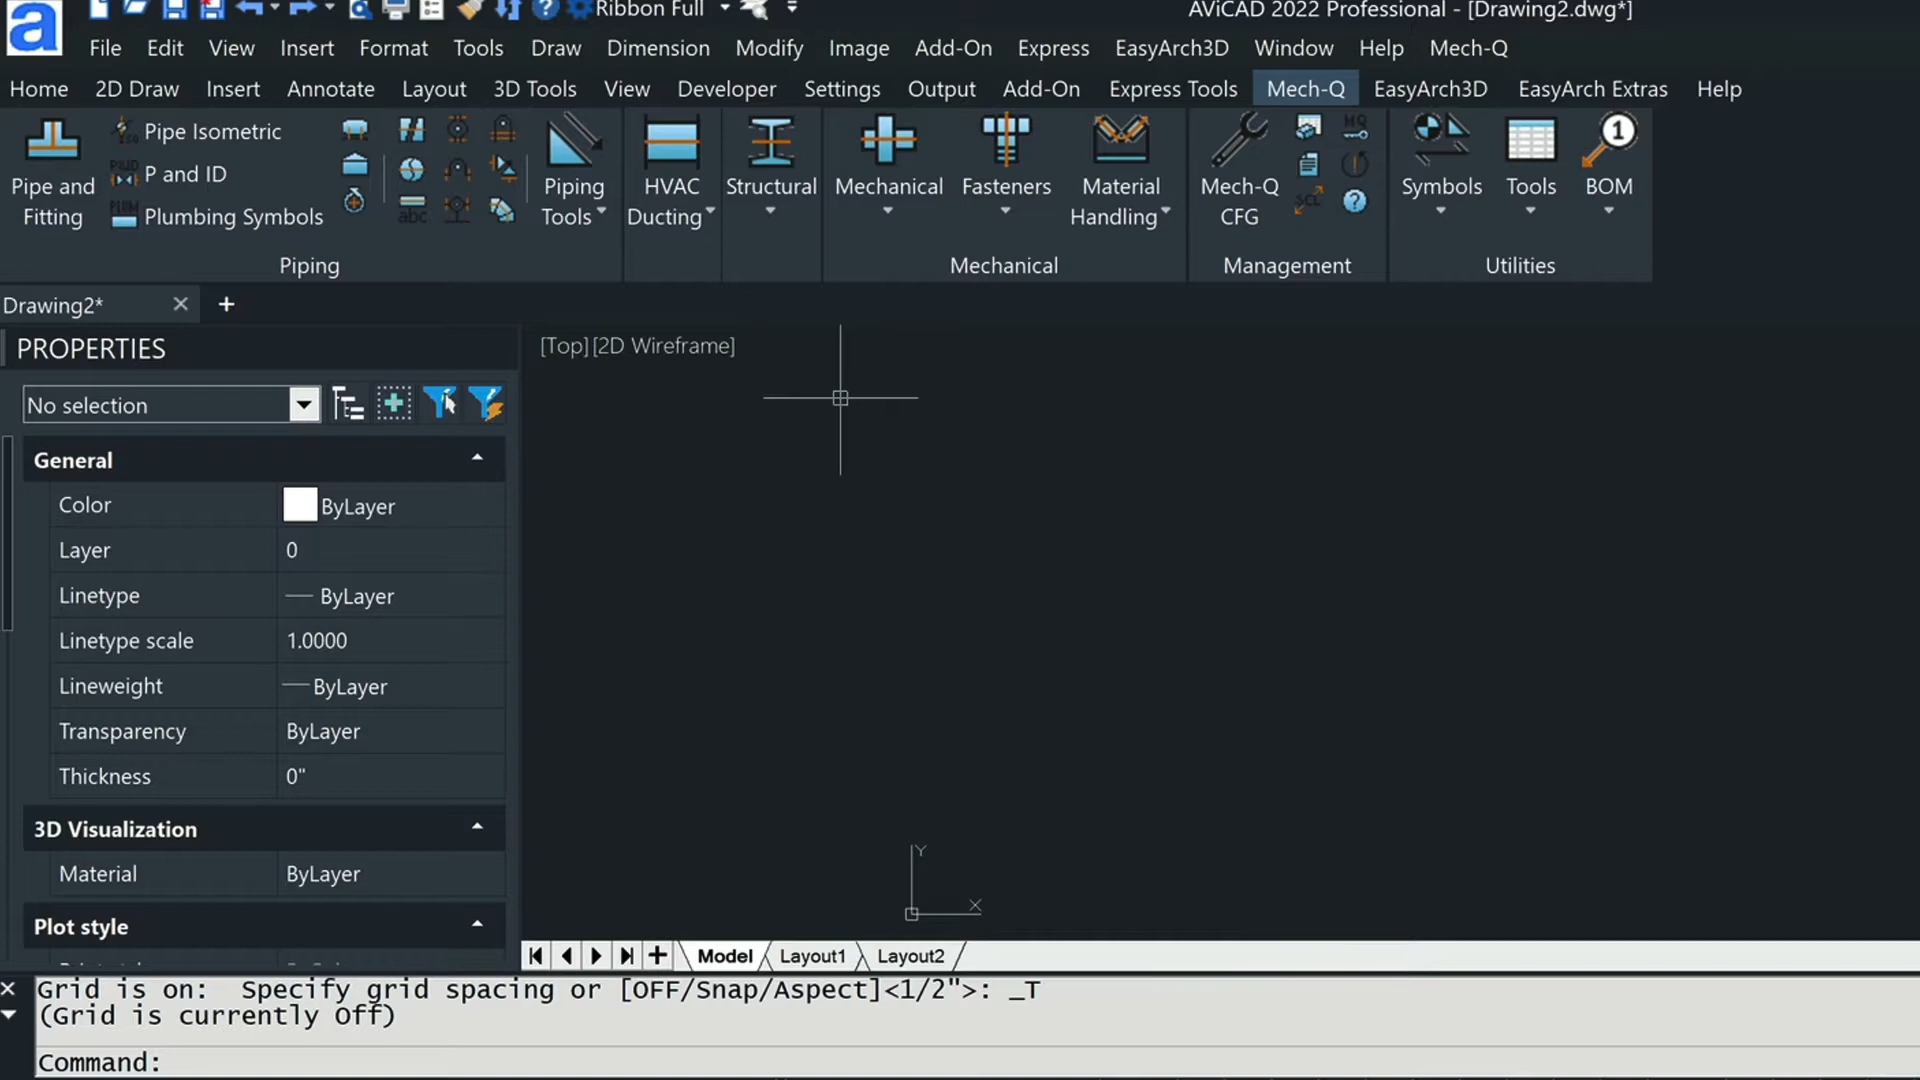 Ribbon Full
AViCAD 2022 Professional - [Drawing2.dwg*]
File Edit View Insert Format Tools Draw Dimension Modify Image Add-On Express EasyArch3D Window Help Mech-Q
Home 2D Draw Insert Annotate Layout 3D Tools View Developer Settings Output Add-On Express Tools Mech-Q EasyArch3D EasyArch Extras Help
Pipe and Fitting
Pipe Isometric
P and ID
Plumbing Symbols
abc
Piping Tools
Piping
HVAC Ducting
Structural
Mechanical
Fasteners
Material Handling
Mechanical
Mech-Q CFG
Management
Symbols
Tools
1
BOM
Utilities
Drawing2*
PROPERTIES
No selection
General
Color ByLayer
Layer 0
Linetype ByLayer
Linetype scale 1.0000
Lineweight ByLayer
Transparency ByLayer
Thickness 0"
3D Visualization
Material ByLayer
Plot style
[Top] [2D Wireframe]
Y
X
Model Layout1 Layout2
Grid is on: Specify grid spacing or [OFF/Snap/Aspect]<1/2">: _T
(Grid is currently Off)
Command: